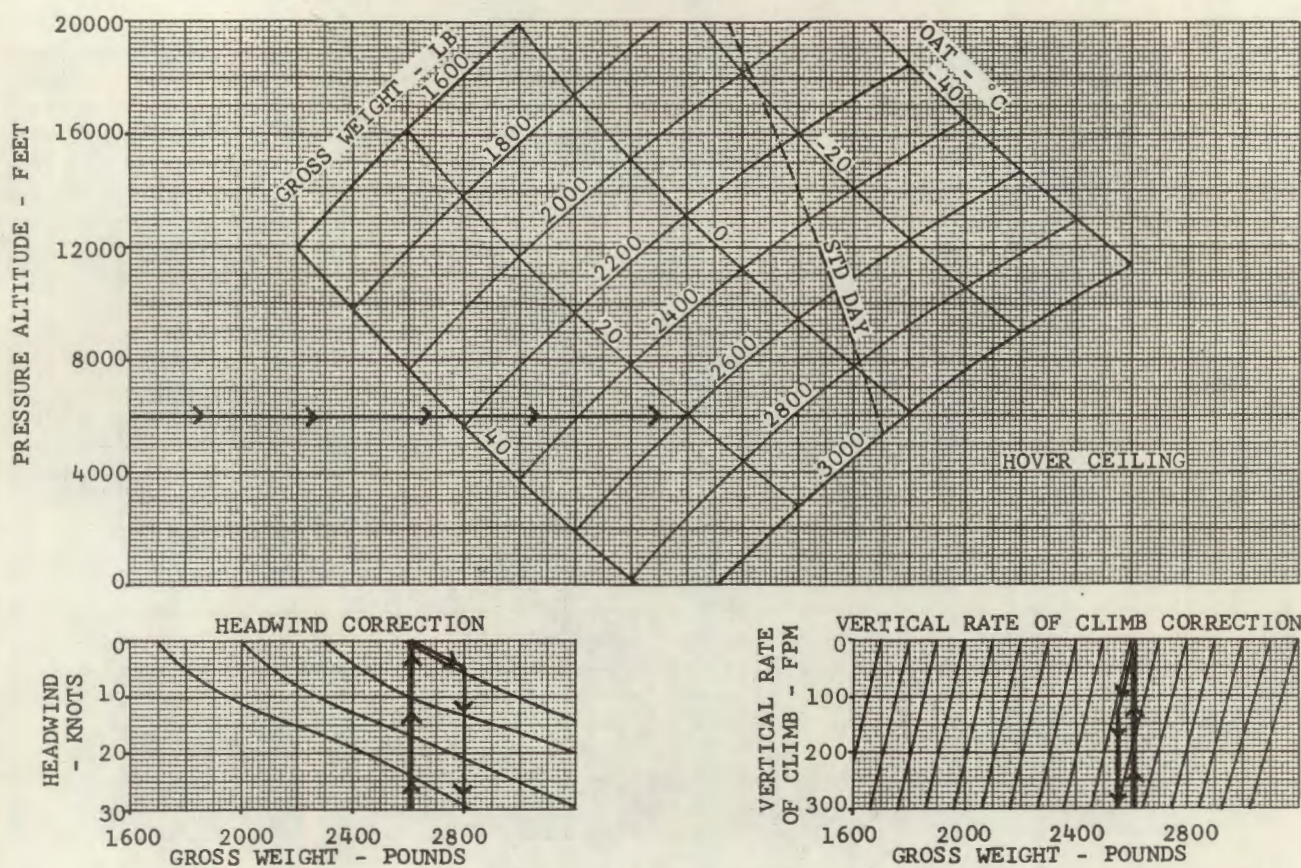 PRESSURE ALTITUDE - FEET
20000
16000
12000
8000
4000
0
GROSS WEIGHT - LB
1600
1800
2000
2200
2400
2600
2800
3000
OAT - °C
-40
-20
0
20
40
STD DAY
HOVER CEILING
HEADWIND CORRECTION
HEADWIND
- KNOTS
0
10
20
30
1600 2000 2400 2800
GROSS WEIGHT - POUNDS
VERTICAL RATE OF CLIMB CORRECTION
VERTICAL RATE
OF CLIMB - FPM
0
100
200
300
1600 2000 2400 2800
GROSS WEIGHT - POUNDS